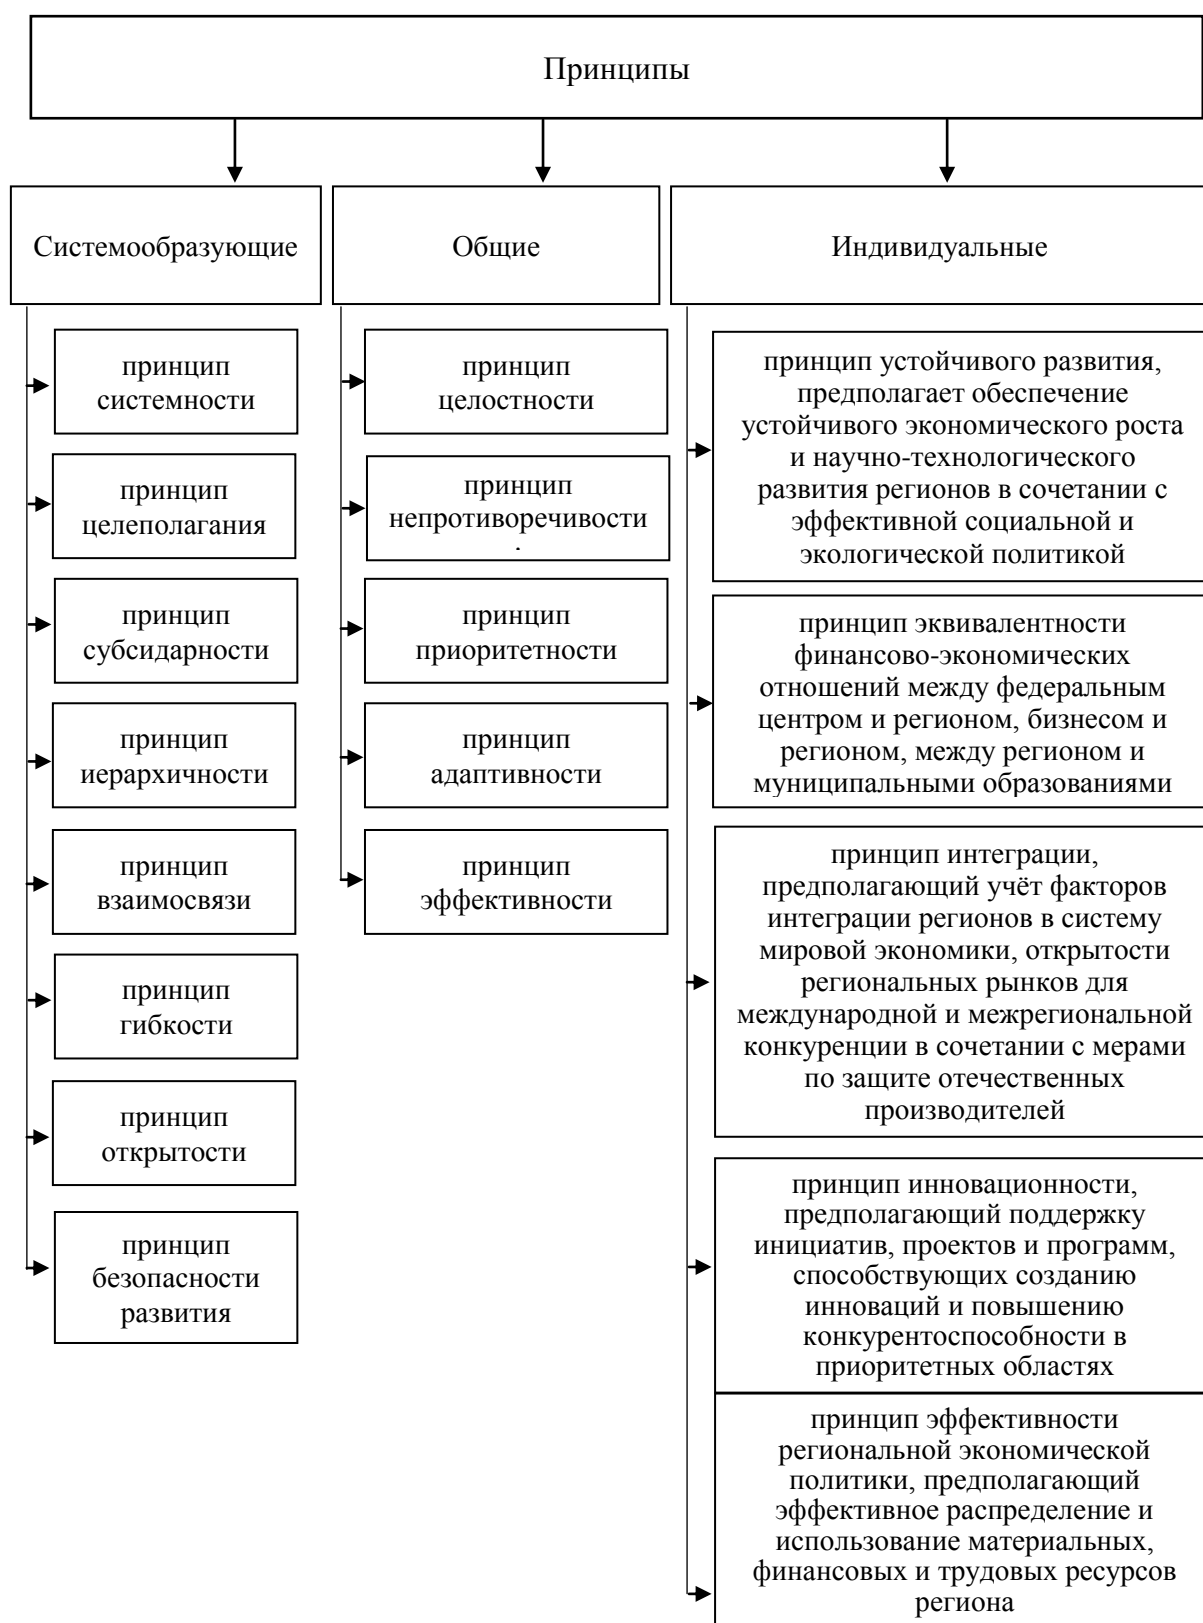 Принципы
Системообразующие
Общие
Индивидуальные
принцип
системности
принцип
целеполагания
принцип
субсидарности
принцип
иерархичности
принцип
взаимосвязи
принцип
гибкости
принцип
открытости
принцип
безопасности
развития
принцип
целостности
принцип
непротиворечивости
.
принцип
приоритетности
принцип
адаптивности
принцип
эффективности
принцип устойчивого развития,
предполагает обеспечение
устойчивого экономического роста
и научно-технологического
развития регионов в сочетании с
эффективной социальной и
экологической политикой
принцип эквивалентности
финансово-экономических
отношений между федеральным
центром и регионом, бизнесом и
регионом, между регионом и
муниципальными образованиями
принцип интеграции,
предполагающий учёт факторов
интеграции регионов в систему
мировой экономики, открытости
региональных рынков для
международной и межрегиональной
конкуренции в сочетании с мерами
по защите отечественных
производителей
принцип инновационности,
предполагающий поддержку
инициатив, проектов и программ,
способствующих созданию
инноваций и повышению
конкурентоспособности в
приоритетных областях
принцип эффективности
региональной экономической
политики, предполагающий
эффективное распределение и
использование материальных,
финансовых и трудовых ресурсов
региона